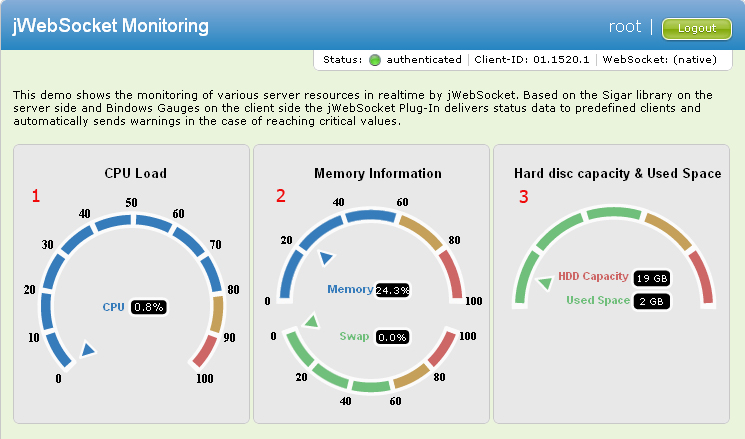 jWebSocket Monitoring
root | Logout
Status: authenticated | Client-ID: 01.1520.1 | WebSocket: (native)
This demo shows the monitoring of various server resources in realtime by jWebSocket. Based on the Sigar library on the
server side and Bindows Gauges on the client side the jWebSocket Plug-In delivers status data to predefined clients and
automatically sends warnings in the case of reaching critical values.
CPU Load
1
0
10
20
30
40
50
60
70
80
90
100
CPU 0.8%
Memory Information
2
0
20
40
60
80
100
Memory 24.3%
Swap 0.0%
0
20
40
60
80
100
Hard disc capacity & Used Space
3
HDD Capacity 19 GB
Used Space 2 GB